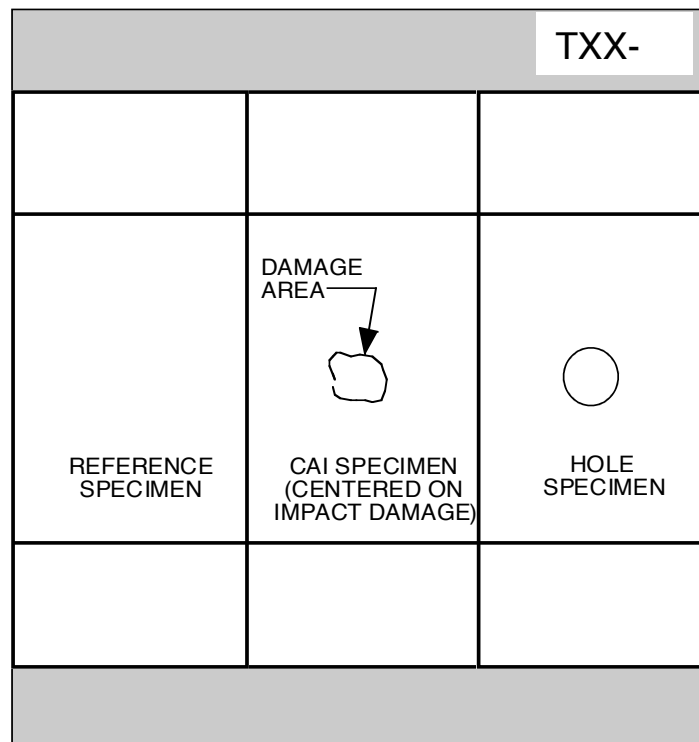 TXX-
DAMAGE
AREA
REFERENCE
SPECIMEN
CAI SPECIMEN
(CENTERED ON
IMPACT DAMAGE)
HOLE
SPECIMEN